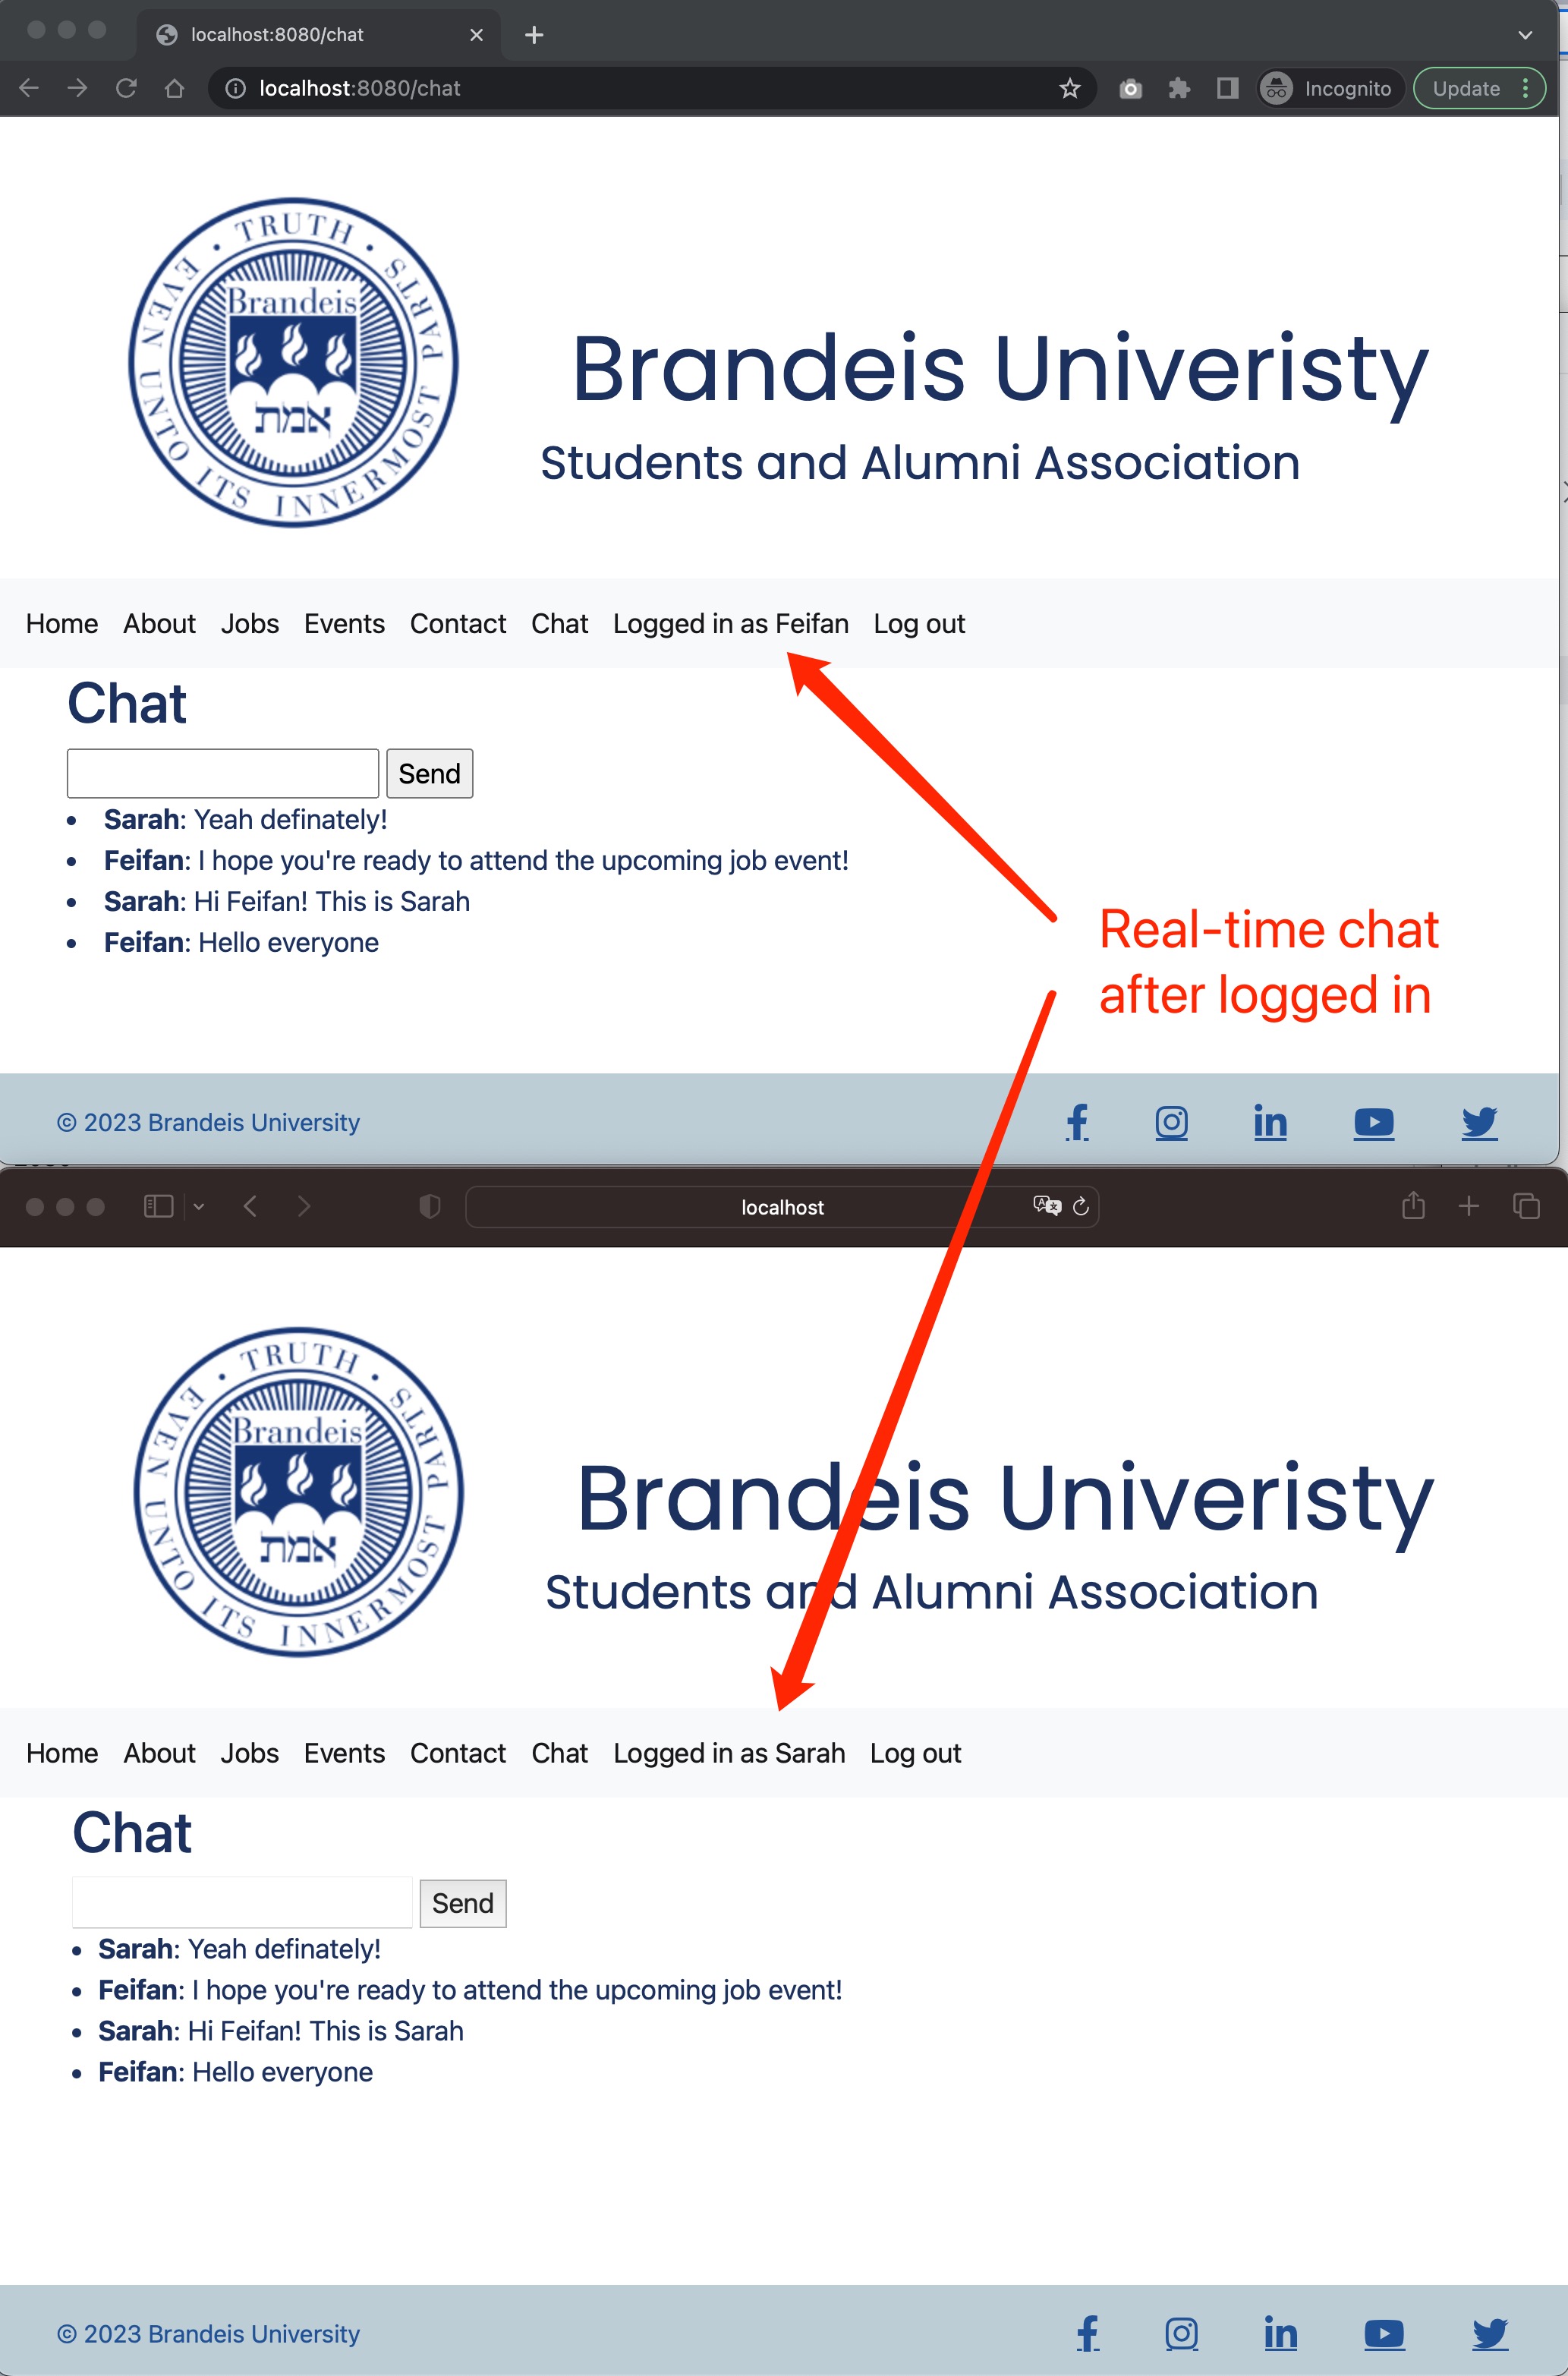 localhost:8080/chat
localhost:8080/chat
Incognito
Update
TRUTH • EVEN UNTO ITS INNERMOST PARTS •
Brandeis
אמת
Brandeis Univeristy
Students and Alumni Association
Home About Jobs Events Contact Chat Logged in as Feifan Log out
Chat
Send
• Sarah: Yeah definately!
• Feifan: I hope you're ready to attend the upcoming job event!
• Sarah: Hi Feifan! This is Sarah
• Feifan: Hello everyone
Real-time chat
after logged in
© 2023 Brandeis University
localhost
TRUTH • EVEN UNTO ITS INNERMOST PARTS •
Brandeis
אמת
Brandeis Univeristy
Students and Alumni Association
Home About Jobs Events Contact Chat Logged in as Sarah Log out
Chat
Send
• Sarah: Yeah definately!
• Feifan: I hope you're ready to attend the upcoming job event!
• Sarah: Hi Feifan! This is Sarah
• Feifan: Hello everyone
© 2023 Brandeis University